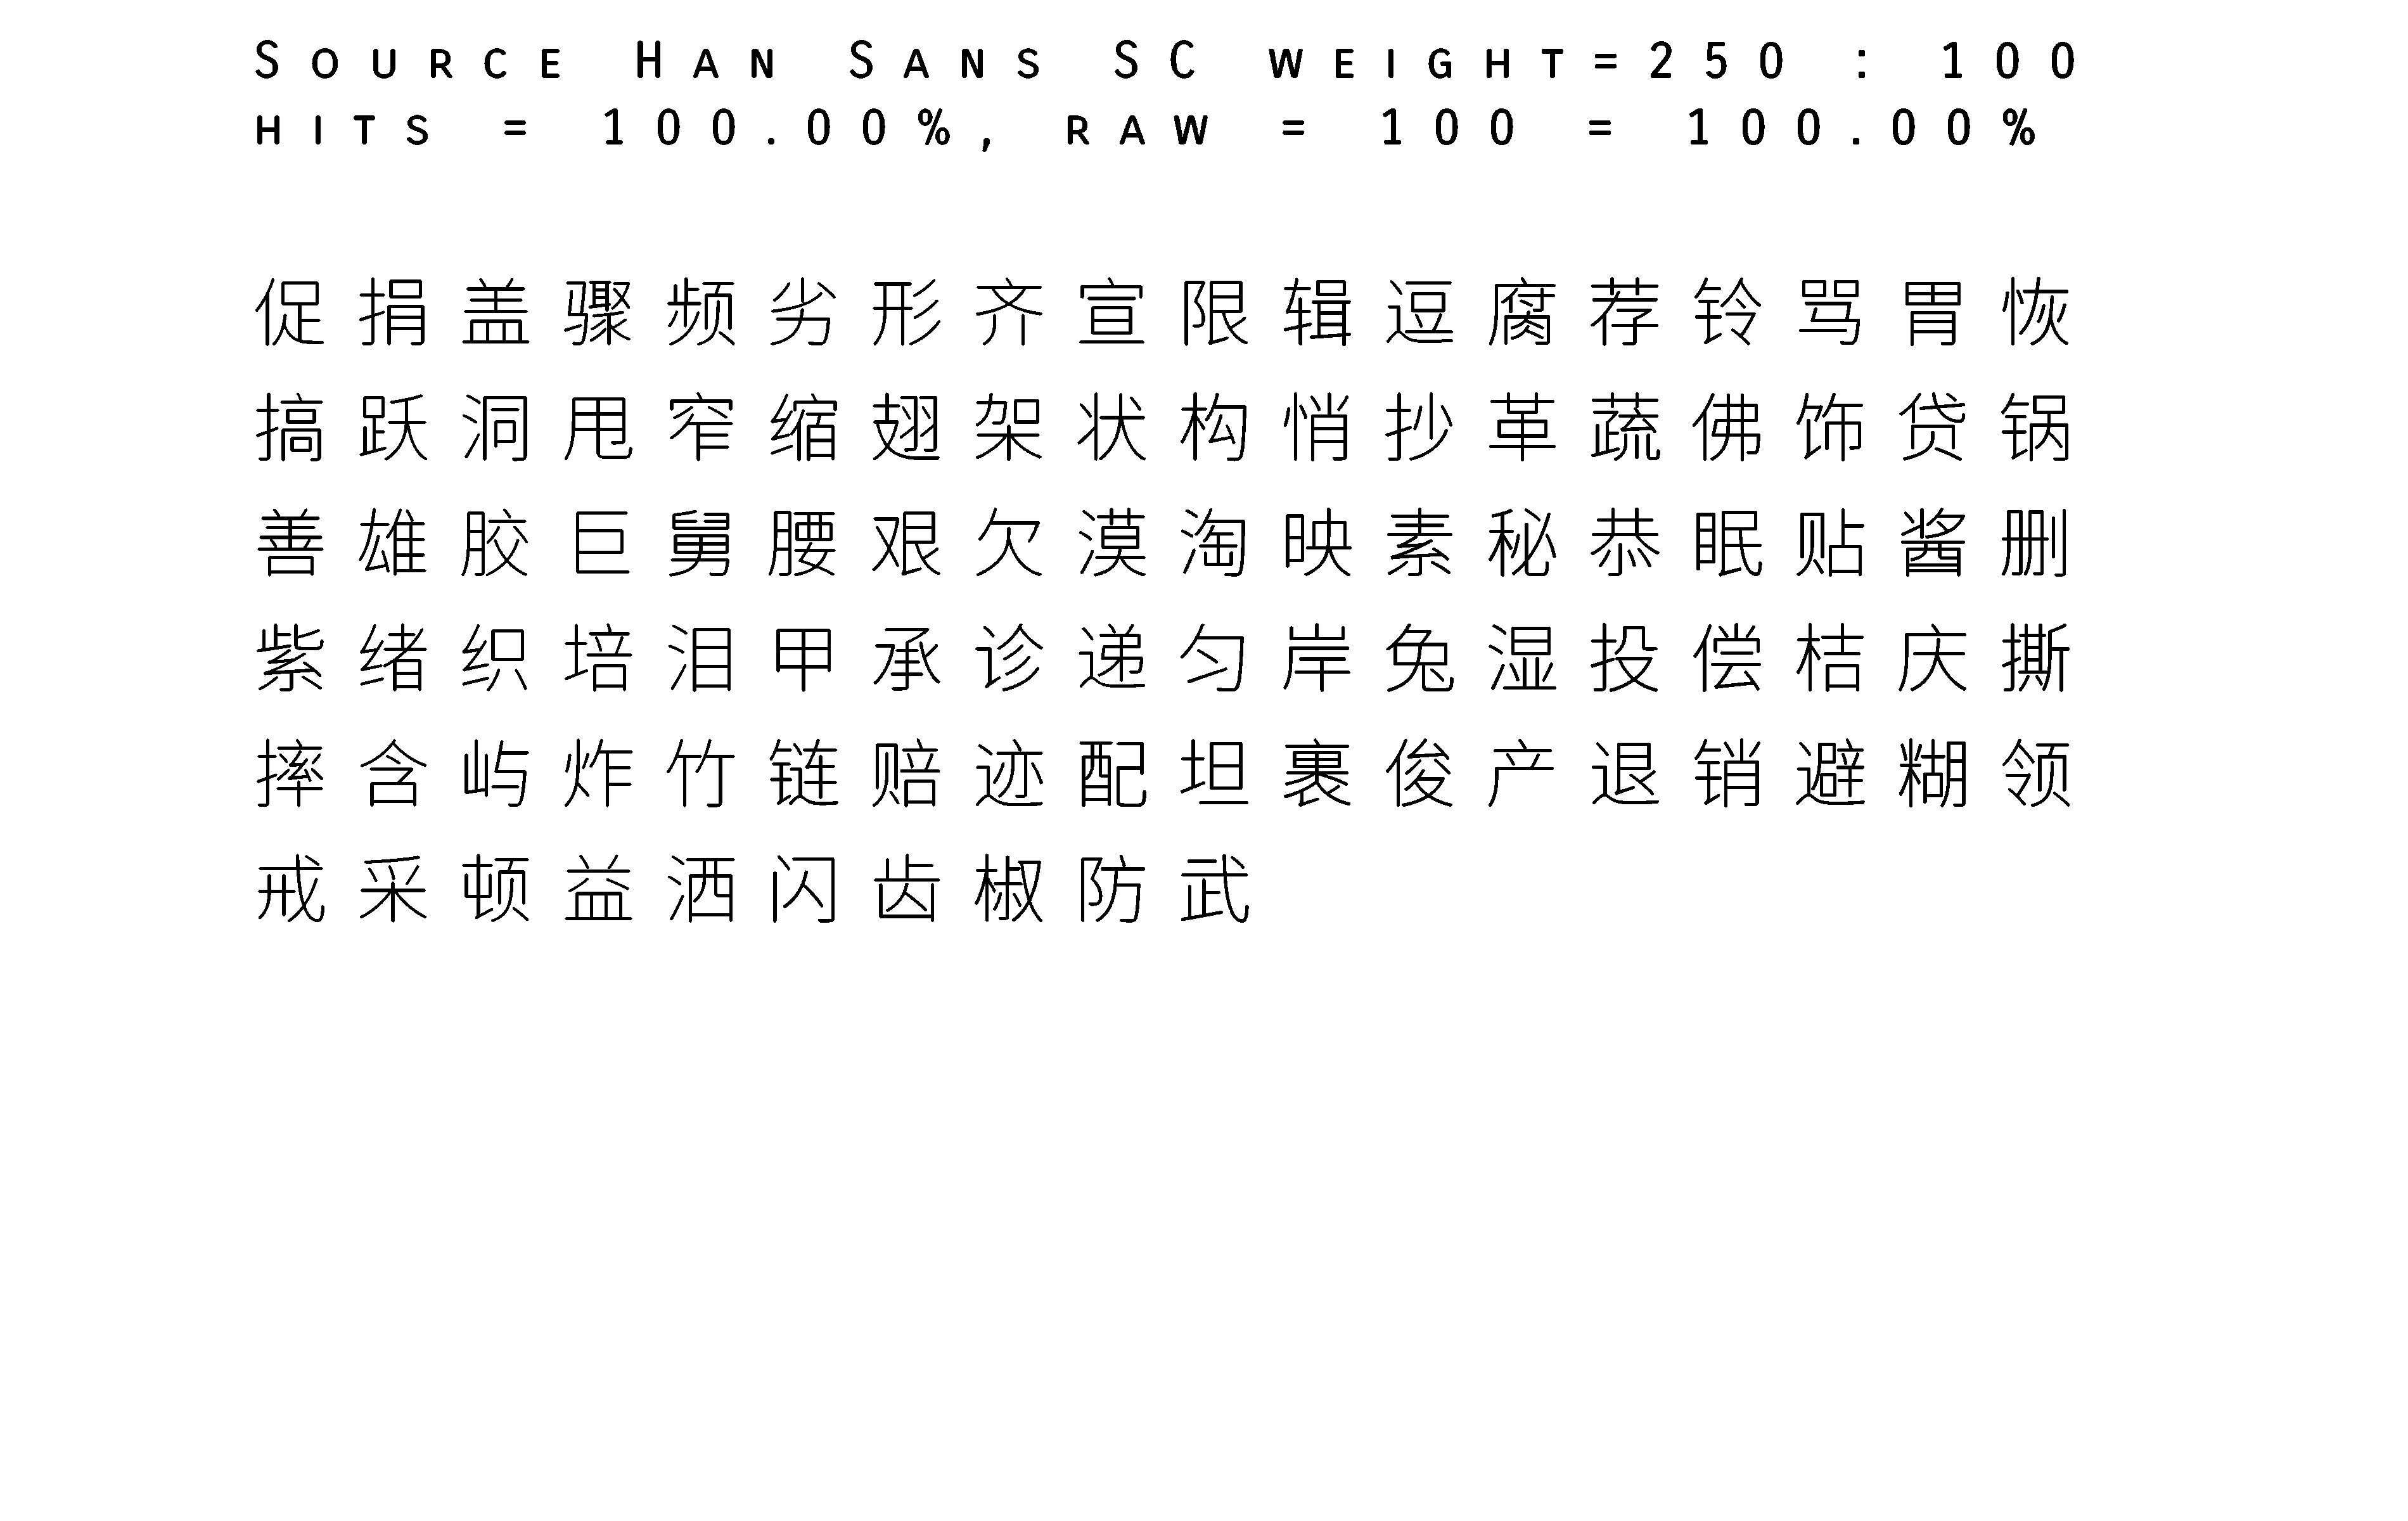 Source Han Sans SC weight=250 : 100
hits = 100.00%, raw = 100 = 100.00%
促捐盖骤频劣形齐宣限辑逗腐荐铃骂胃恢
搞跃洞甩窄缩翅架状构悄抄革蔬佛饰贷锅
善雄胶巨舅腰艰欠漠淘映素秘恭眠贴酱删
紫绪织培泪甲承诊递匀岸兔湿投偿桔庆撕
摔含屿炸竹链赔迹配坦裹俊产退销避糊领
戒采顿益洒闪齿椒防武